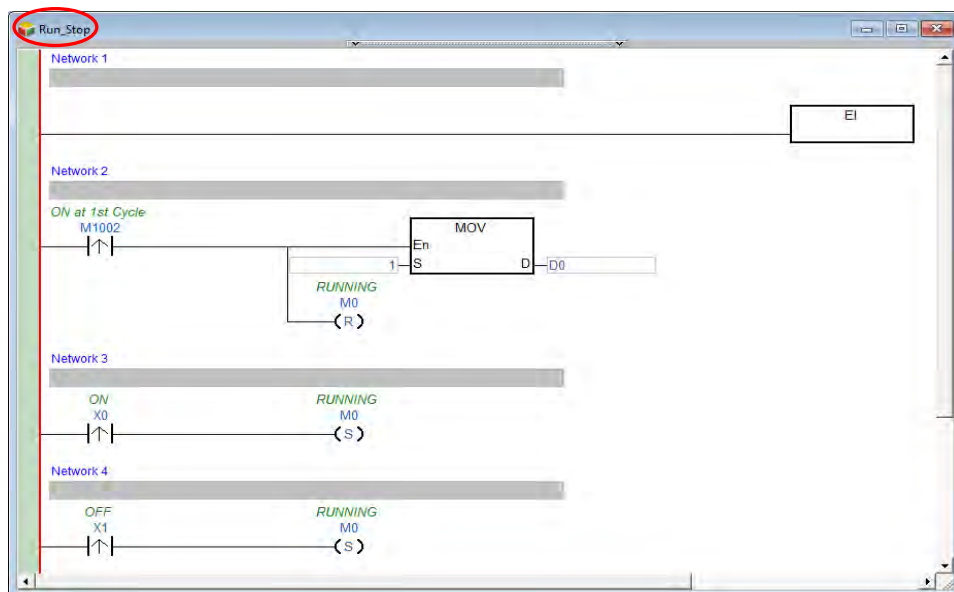 Run_Stop
Network 1
EI
Network 2
ON at 1st Cycle
M1002
MOV
En
1 S D D0
RUNNING
M0
( R )
Network 3
ON RUNNING
X0 M0
( S )
Network 4
OFF RUNNING
X1 M0
( S )